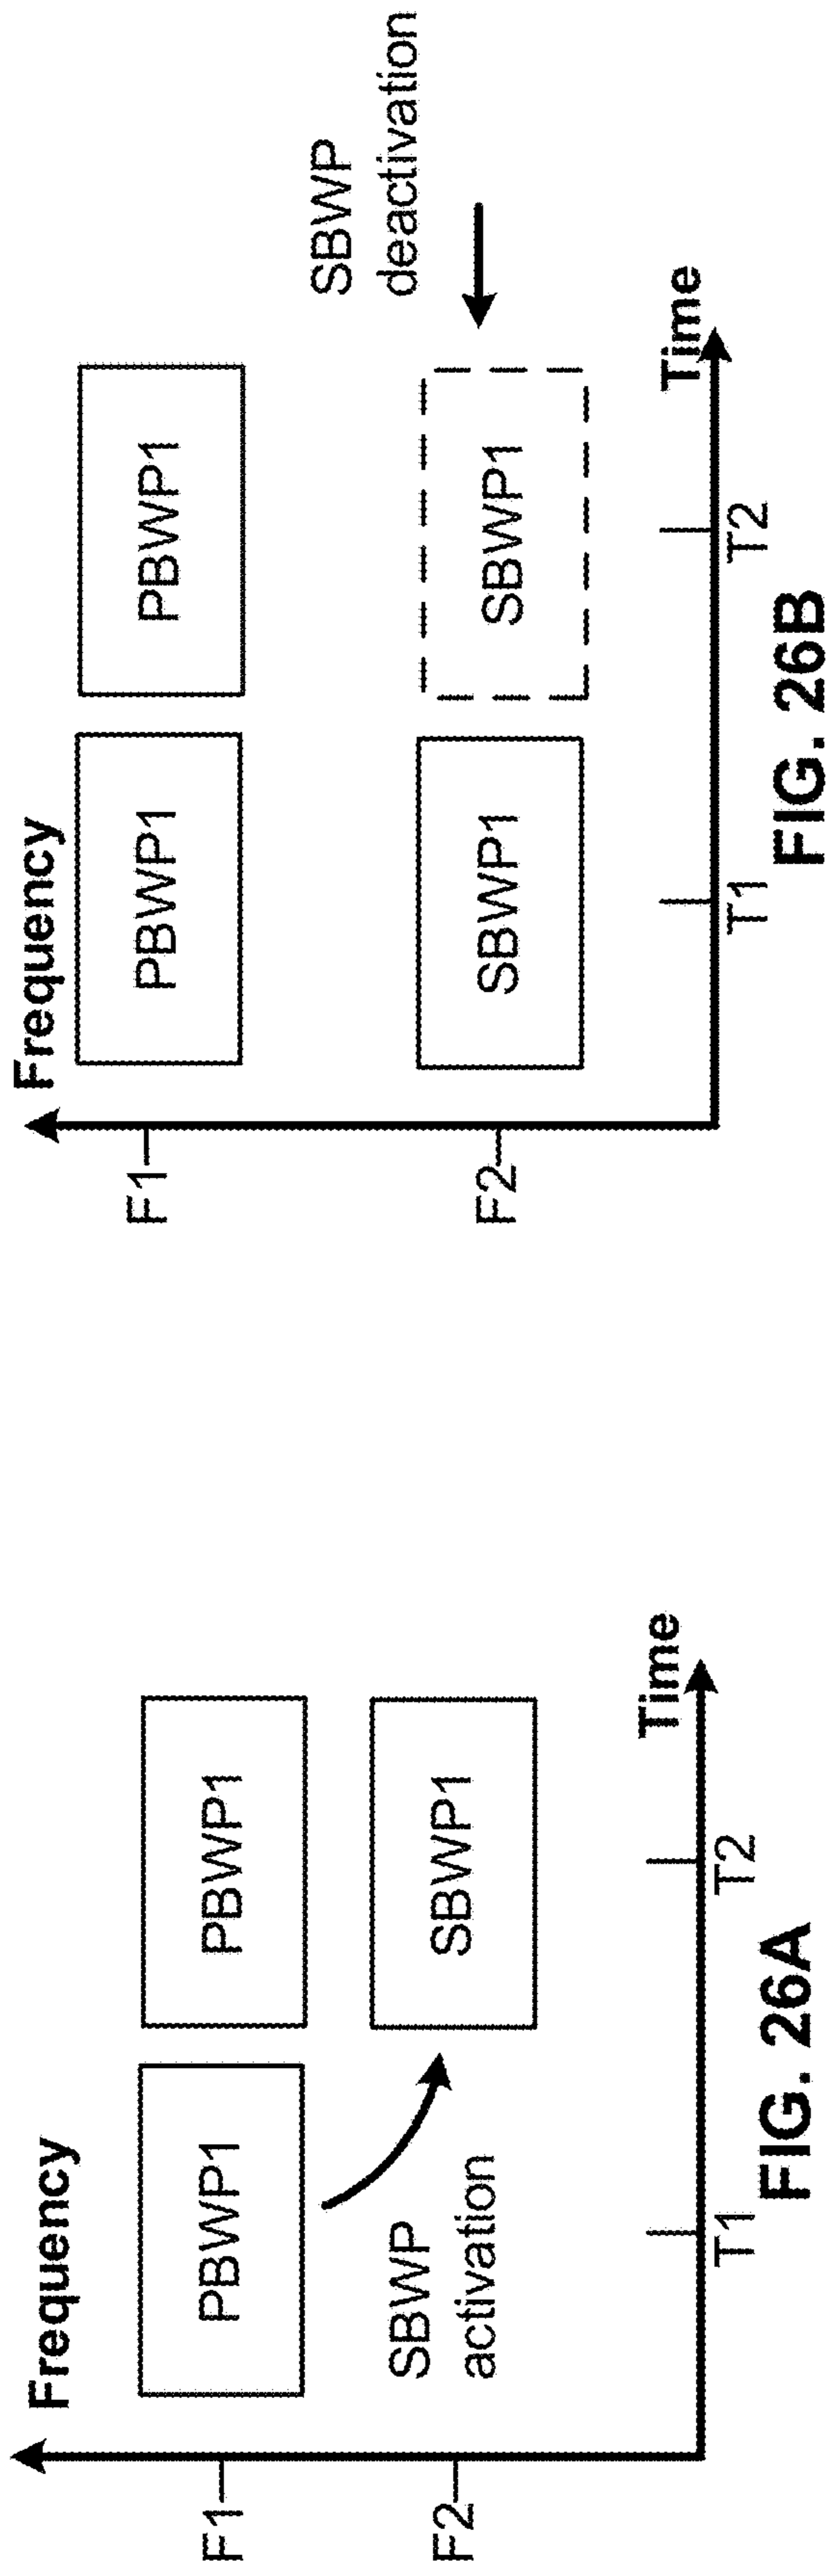 Frequency
F1
PBWP1
PBWP1
F2
SBWP
activation
SBWP1
Time
T1
T2
FIG. 26A
Frequency
F1
PBWP1
PBWP1
SBWP
deactivation
F2
SBWP1
SBWP1
Time
T1
T2
FIG. 26B